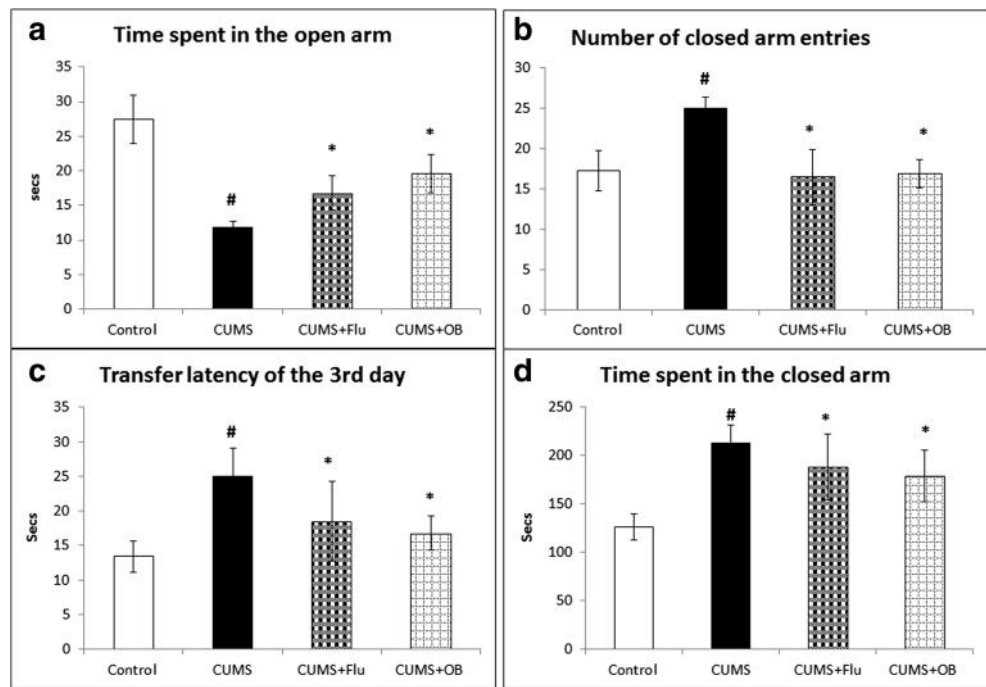 a
Time spent in the open arm
35
30
25
20
15
10
5
0
secs
#
*
*
Control
CUMS
CUMS+Flu
CUMS+OB
b
Number of closed arm entries
30
25
20
15
10
5
0
#
*
*
Control
CUMS
CUMS+Flu
CUMS+OB
c
Transfer latency of the 3rd day
35
30
25
20
15
10
5
0
Secs
#
*
*
Control
CUMS
CUMS+Flu
CUMS+OB
d
Time spent in the closed arm
250
200
150
100
50
0
Secs
#
*
*
Control
CUMS
CUMS+Flu
CUMS+OB